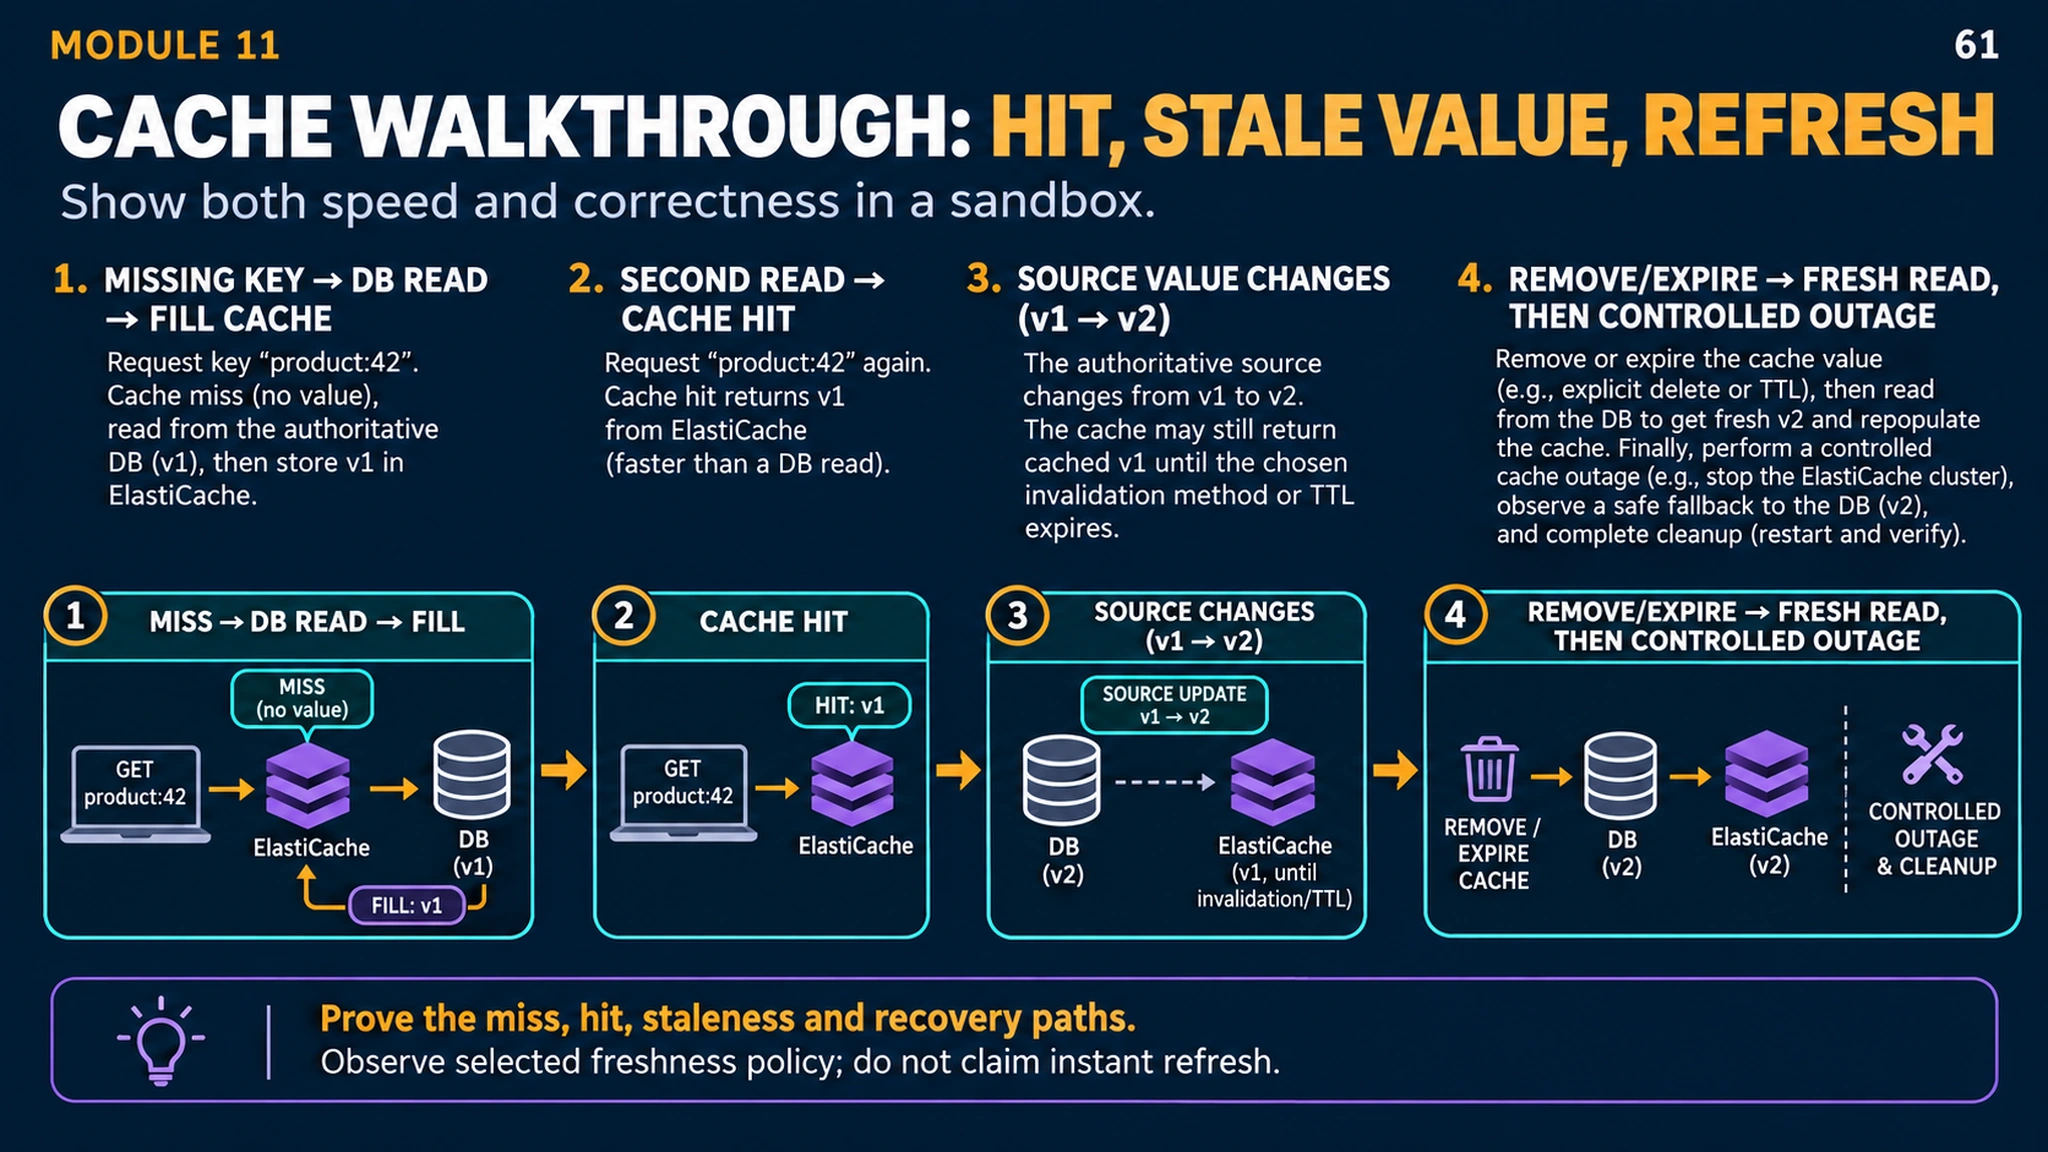 MODULE 11
61
CACHE WALKTHROUGH: HIT, STALE VALUE, REFRESH
Show both speed and correctness in a sandbox.
1. MISSING KEY → DB READ
→ FILL CACHE
Request key “product:42”.
Cache miss (no value),
read from the authoritative
DB (v1), then store v1 in
ElastiCache.
2. SECOND READ →
CACHE HIT
Request “product:42” again.
Cache hit returns v1
from ElastiCache
(faster than a DB read).
3. SOURCE VALUE CHANGES
(v1 → v2)
The authoritative source
changes from v1 to v2.
The cache may still return
cached v1 until the chosen
invalidation method or TTL
expires.
4. REMOVE/EXPIRE → FRESH READ,
THEN CONTROLLED OUTAGE
Remove or expire the cache value
(e.g., explicit delete or TTL), then read
from the DB to get fresh v2 and repopulate
the cache. Finally, perform a controlled
cache outage (e.g., stop the ElastiCache cluster),
observe a safe fallback to the DB (v2),
and complete cleanup (restart and verify).
1
MISS → DB READ → FILL
MISS
(no value)
GET
product:42
ElastiCache
DB
(v1)
FILL: v1
2
CACHE HIT
HIT: v1
GET
product:42
ElastiCache
3
SOURCE CHANGES
(v1 → v2)
SOURCE UPDATE
v1 → v2
DB
(v2)
ElastiCache
(v1, until
invalidation/TTL)
4
REMOVE/EXPIRE → FRESH READ,
THEN CONTROLLED OUTAGE
REMOVE /
EXPIRE
CACHE
DB
(v2)
ElastiCache
(v2)
CONTROLLED
OUTAGE
& CLEANUP
Prove the miss, hit, staleness and recovery paths.
Observe selected freshness policy; do not claim instant refresh.